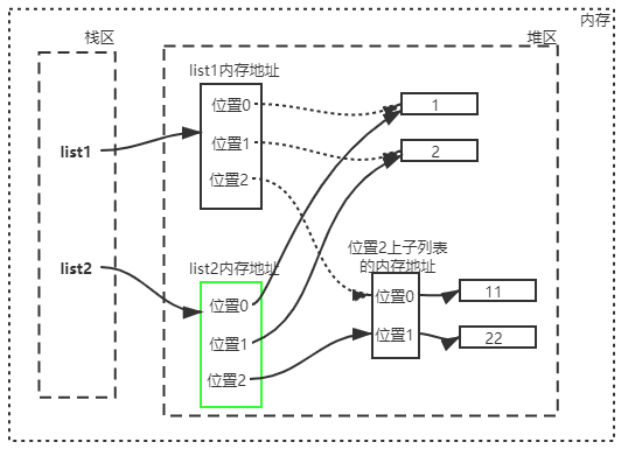 内存
栈区
堆区
list1内存地址
位置0
1
位置1
2
list1
位置2
位置2上子列表
的内存地址
list2
list2内存地址
位置0
11
位置0
位置1
22
位置1
位置2